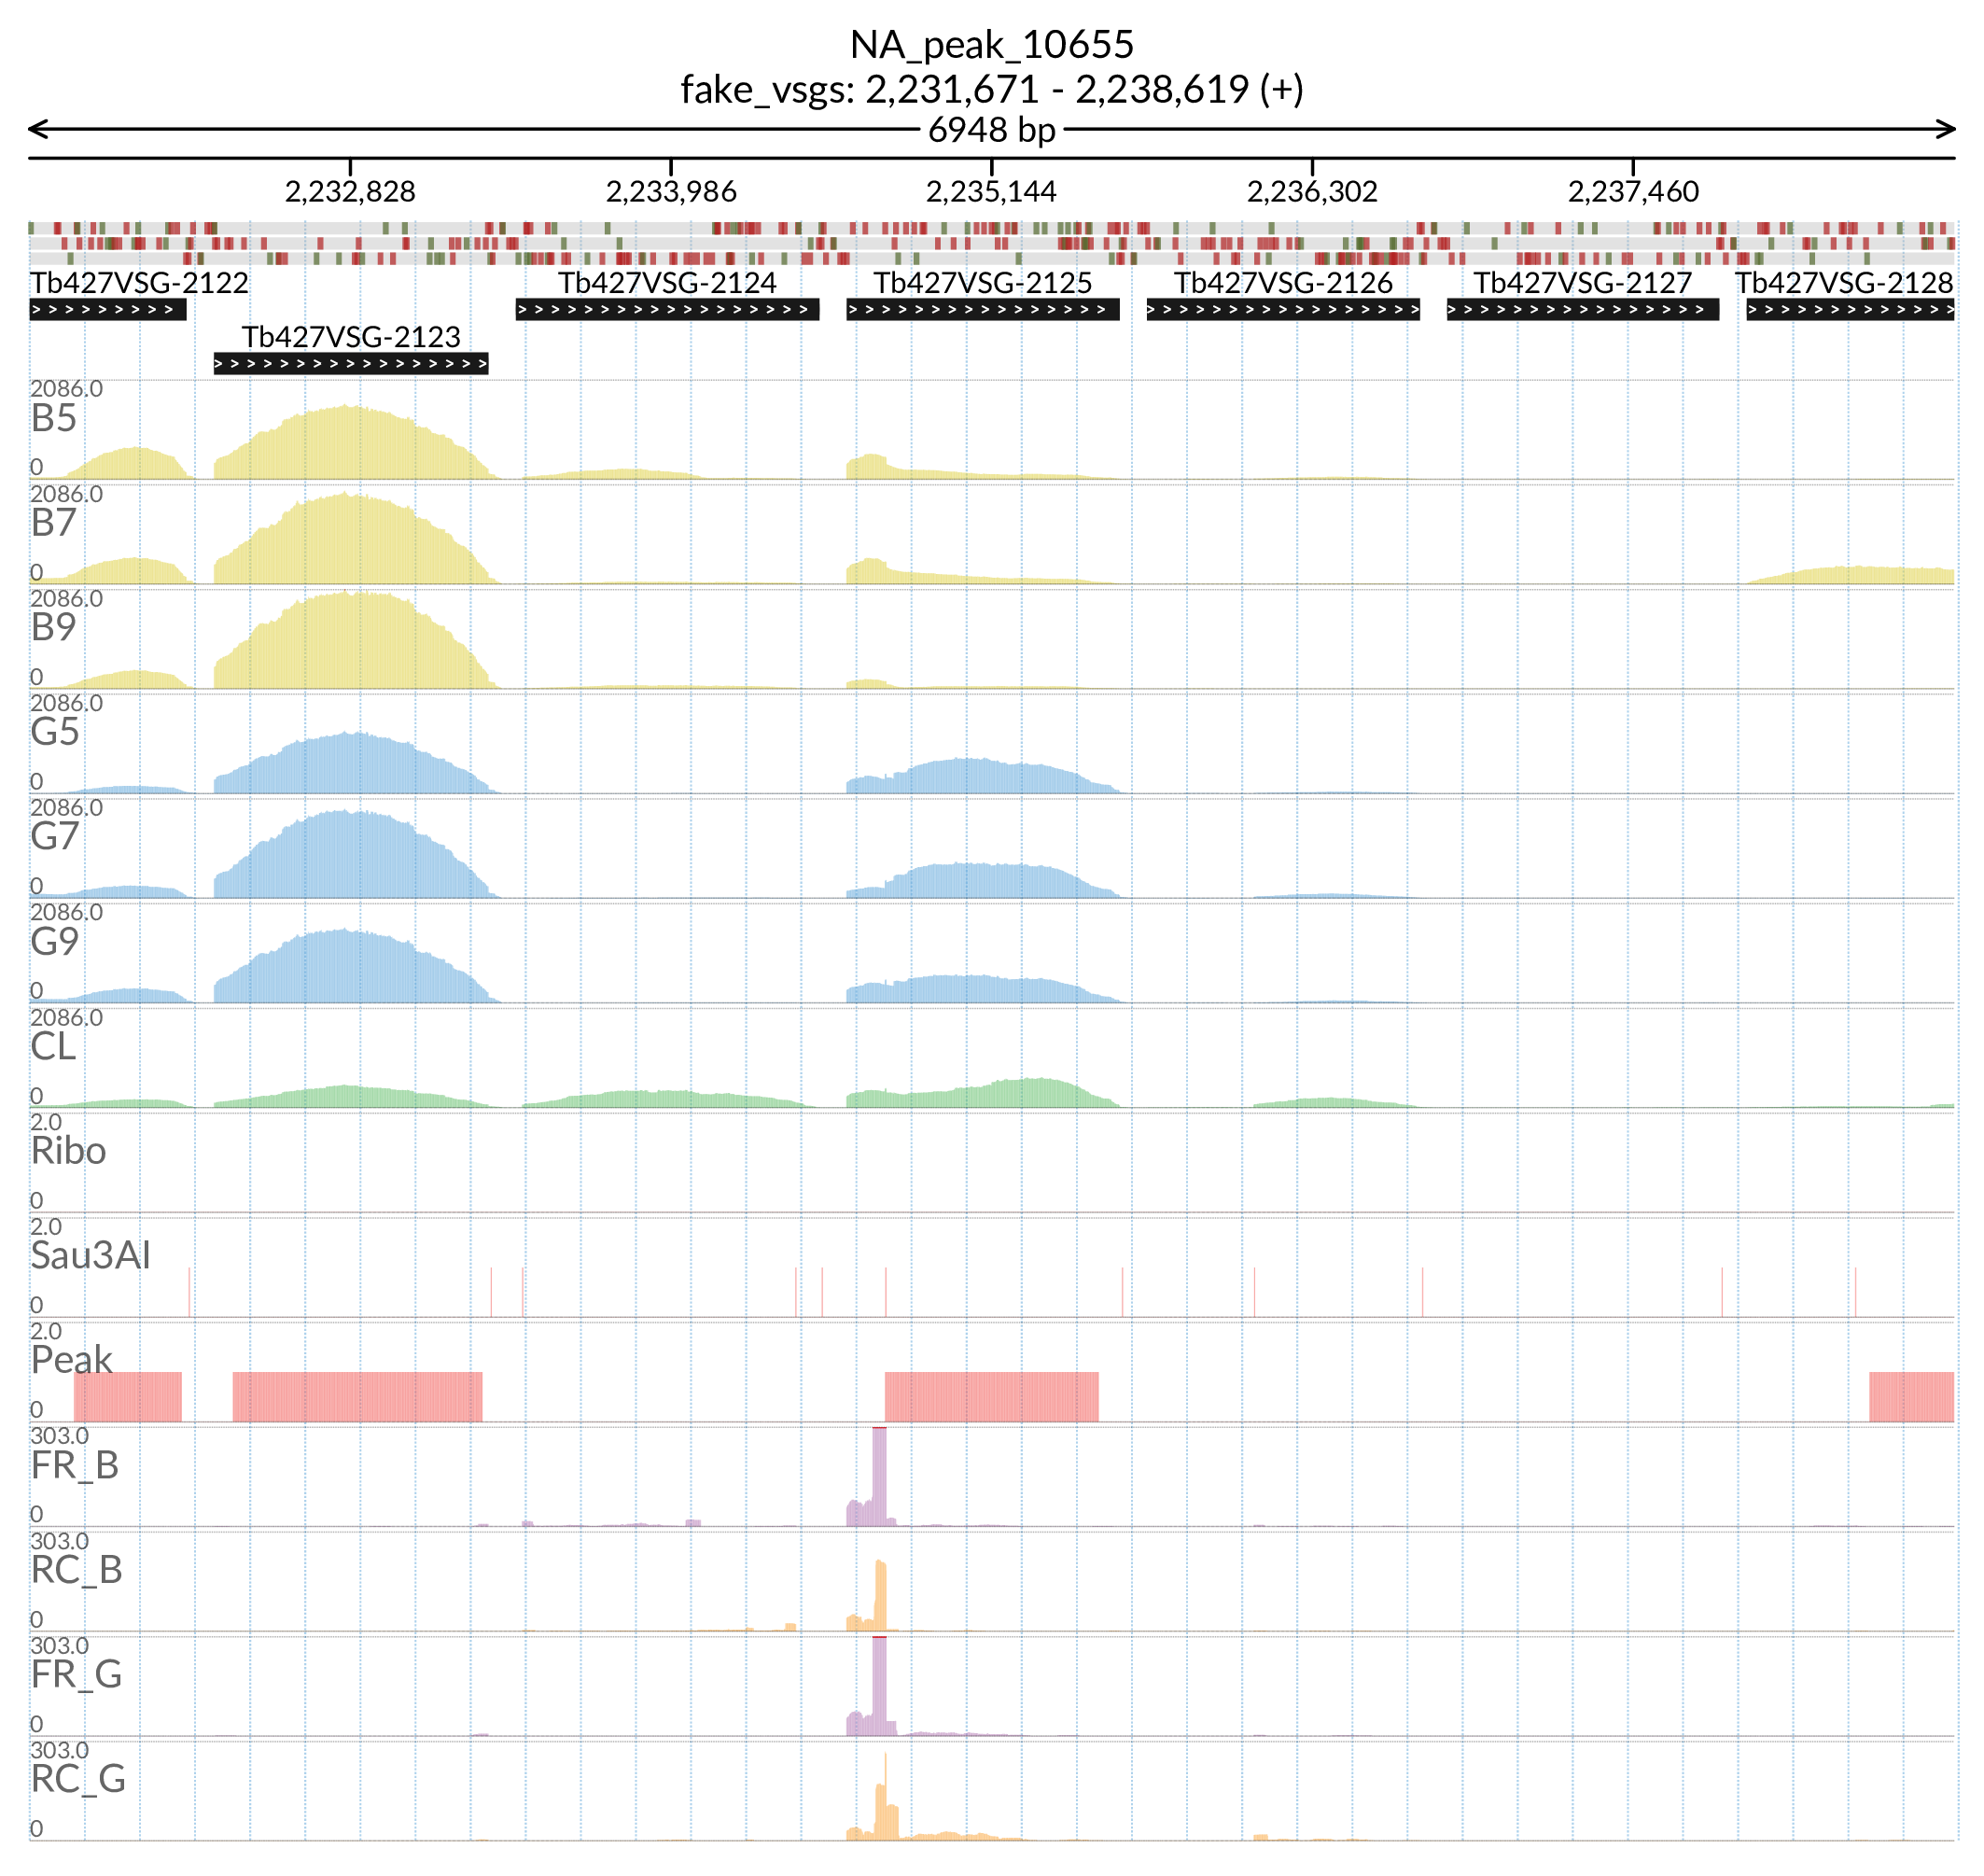 NA_peak_10655
fake_vsgs: 2,231,671 - 2,238,619 (+)
6948 bp
2,232,828 2,233,986 2,235,144 2,236,302 2,237,460
Tb427VSG-2122 Tb427VSG-2124 Tb427VSG-2125 Tb427VSG-2126 Tb427VSG-2127 Tb427VSG-2128
Tb427VSG-2123
2086.0
B5
0
2086.0
B7
0
2086.0
B9
0
2086.0
G5
0
2086.0
G7
0
2086.0
G9
0
2086.0
CL
0
2.0
Ribo
0
2.0
Sau3AI
0
2.0
Peak
0
303.0
FR_B
0
303.0
RC_B
0
303.0
FR_G
0
303.0
RC_G
0